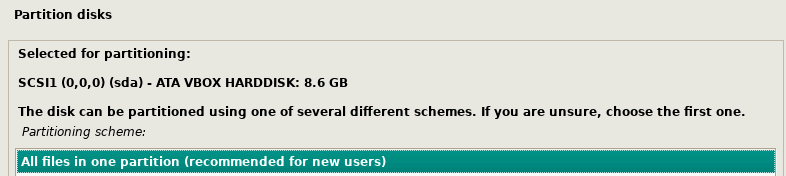 Partition disks
Selected for partitioning:
SCSI1 (0,0,0) (sda) - ATA VBOX HARDDISK: 8.6 GB
The disk can be partitioned using one of several different schemes. If you are unsure, choose the first one.
Partitioning scheme:
All files in one partition (recommended for new users)